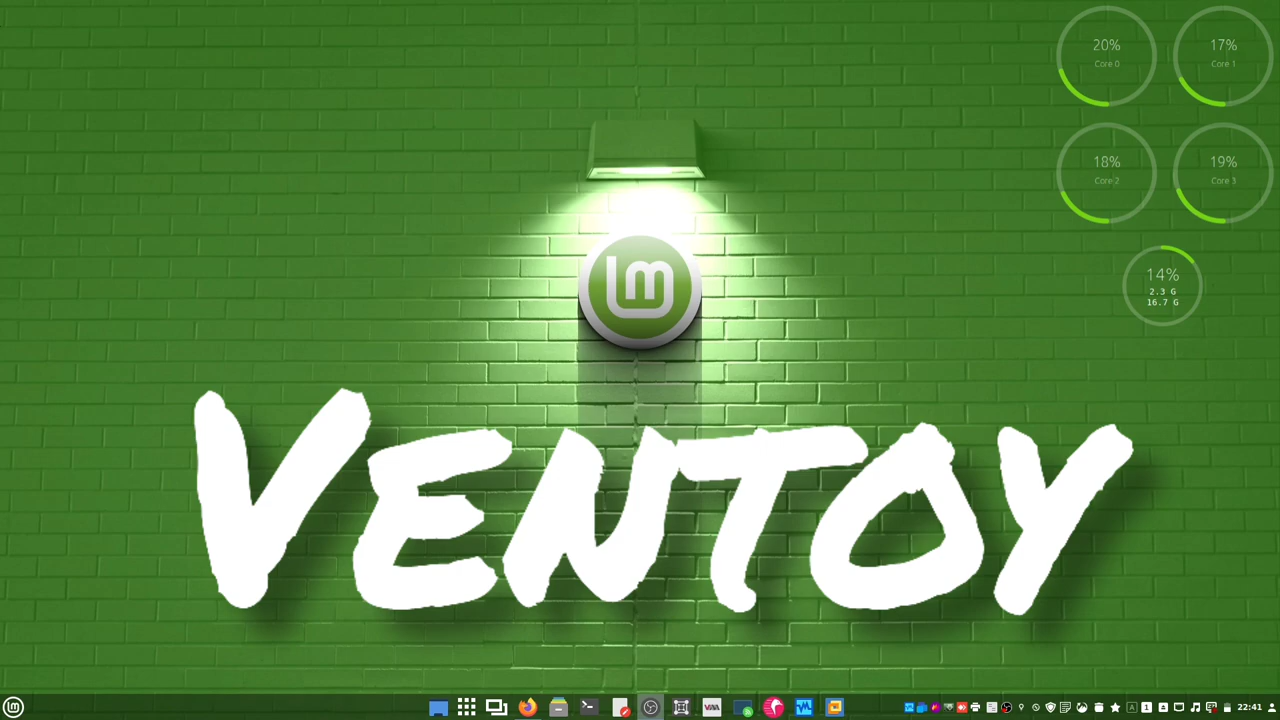 20%
Core 0
17%
Core 1
18%
Core 2
19%
Core 3
14%
2.3 G
16.7 G
lm
VENTOY
22:41